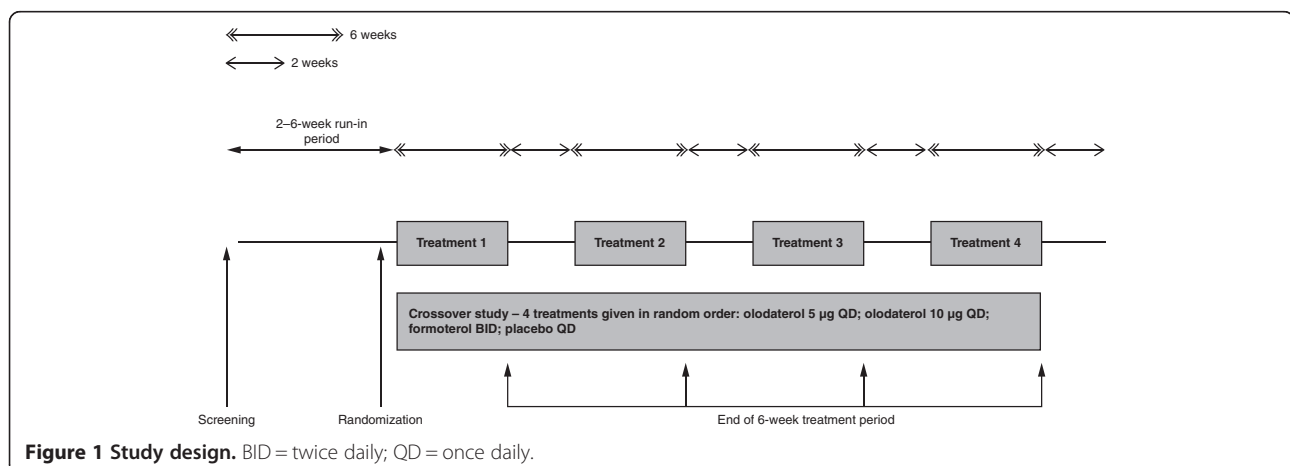 6 weeks
2 weeks
2–6-week run-in
period
Treatment 1
Treatment 2
Treatment 3
Treatment 4
Crossover study – 4 treatments given in random order: olodaterol 5 µg QD; olodaterol 10 µg QD;
formoterol BID; placebo QD
Screening
Randomization
End of 6-week treatment period
Figure 1 Study design. BID = twice daily; QD = once daily.